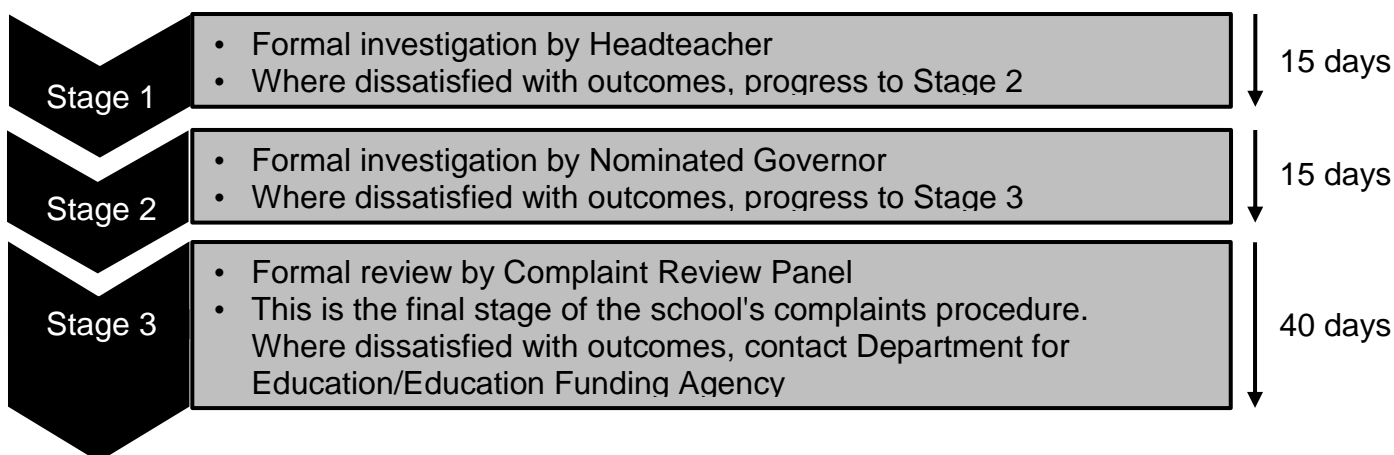 Stage 1
• Formal investigation by Headteacher
• Where dissatisfied with outcomes, progress to Stage 2
15 days
Stage 2
• Formal investigation by Nominated Governor
• Where dissatisfied with outcomes, progress to Stage 3
15 days
Stage 3
• Formal review by Complaint Review Panel
• This is the final stage of the school's complaints procedure.
Where dissatisfied with outcomes, contact Department for
Education/Education Funding Agency
40 days